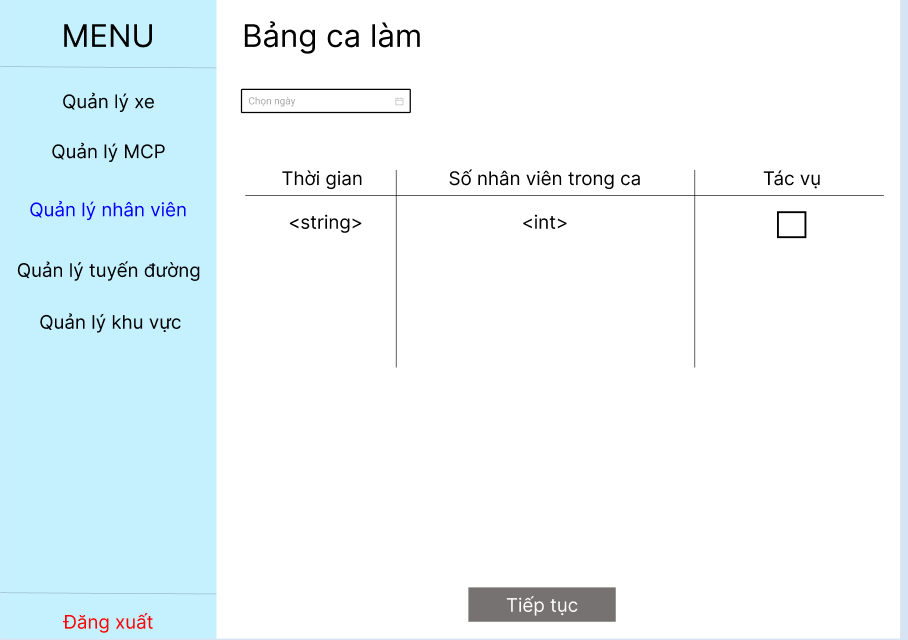 MENU
Quản lý xe
Quản lý MCP
Quản lý nhân viên
Quản lý tuyến đường
Quản lý khu vực
Đăng xuất
Bảng ca làm
Chọn ngày
Thời gian Số nhân viên trong ca Tác vụ
<string> <int>
Tiếp tục